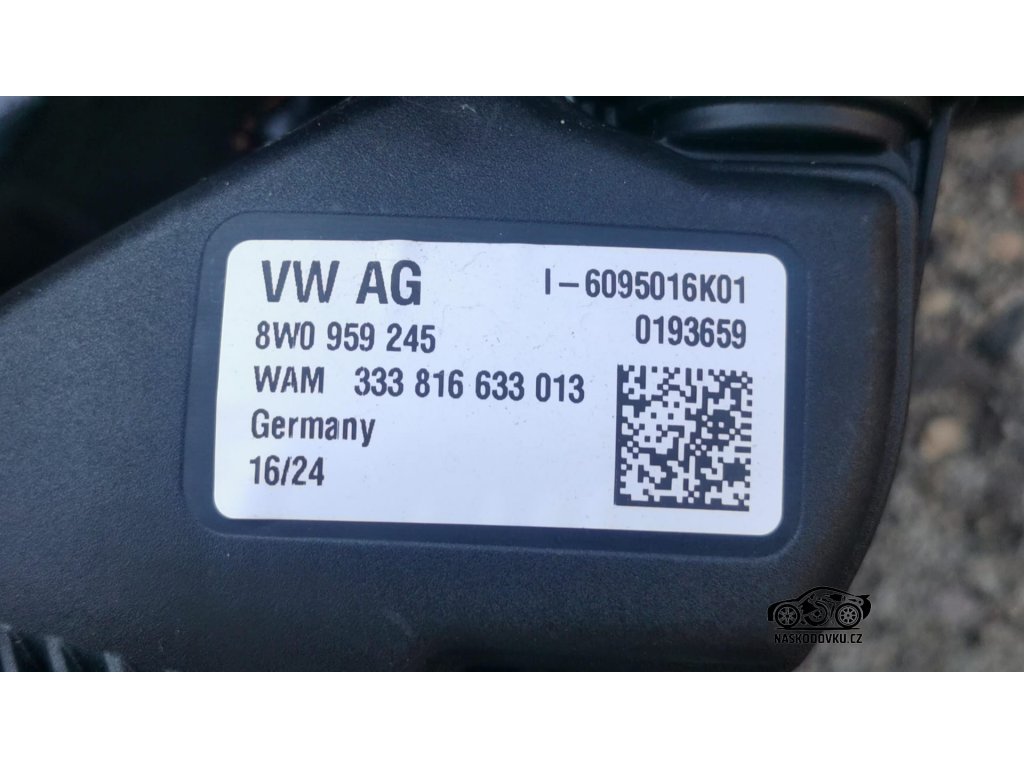 VW AG I-6095016K01
8W0 959 245 0193659
WAM 333 816 633 013
Germany
16/24
NASKODOVKU.CZ